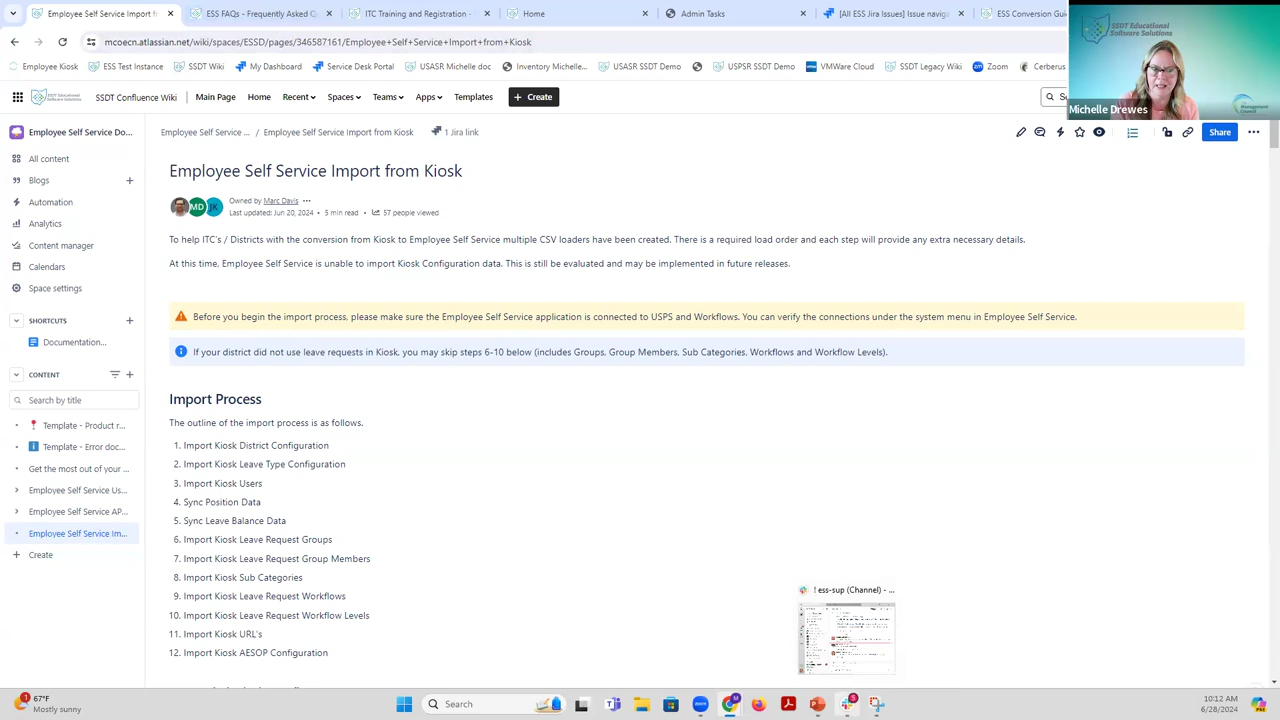 Employee Self Service Import fr
ESS FAQs - Frequently Asked Q
ITC Training and Registration -
Home
Admin Tasks
[All ESS Jira Issues] Issue navig
ESS Conversion Guid
mcoecn.atlassian.net/wiki/spaces/ESSD/pages/
Employee Kiosk
ESS Test Instance
SSDT Wiki
My Dashboard
Service Desk Portal
USASR Michelle doc
Inventory Michelle...
USASR SSDT Demo
USPSR SSDT Demo
VMWare Cloud
SSDT Legacy Wiki
Zoom
Cerberus
SSDT Educational
Software Solutions
Management
Council
Michelle Drewes
SSDT Confluence Wiki
Main Page
Home
Recent
Spaces
Teams
Apps
Templates
+ Create
Employee Self Service Do...
Employee Self Service ... / Employee Self Service Import from Kiosk
1 Jira link
Share
All content
Blogs
Automation
Analytics
Content manager
Calendars
Space settings
SHORTCUTS
Documentation...
CONTENT
Search by title
Template - Product r...
Template - Error doc...
Get the most out of your ...
Employee Self Service Us...
Employee Self Service AP...
Employee Self Service Im...
Create
Employee Self Service Import from Kiosk
MD
JK
Owned by Marc Davis
Last updated: Jun 20, 2024 • 5 min read • 57 people viewed
To help ITC's / Districts with the conversion from Kiosk to Employee Self Service multiple CSV loaders have been created. There is a required load order and each step will provide any extra necessary details.
At this time, Employee Self Service is unable to import Kiosk Configuration data. This is still be evaluated and may be implemented in future releases.
Before you begin the import process, please make sure the Employee Self Service application is connected to USPS and Workflows. You can verify the connections under the system menu in Employee Self Service.
If your district did not use leave requests in Kiosk, you may skip steps 6-10 below (includes Groups, Group Members, Sub Categories, Workflows and Workflow Levels).
Import Process
The outline of the import process is as follows.
1. Import Kiosk District Configuration
2. Import Kiosk Leave Type Configuration
3. Import Kiosk Users
4. Sync Position Data
5. Sync Leave Balance Data
6. Import Kiosk Leave Request Groups
7. Import Kiosk Leave Request Group Members
8. Import Kiosk Sub Categories
9. Import Kiosk Leave Request Workflows
10. Import Kiosk Leave Request Workflow Levels
11. Import Kiosk URL's
12. Import Kiosk AESOP Configuration
! ess-sup (Channel) - ...
67°F
Mostly sunny
Search
10:12 AM
6/28/2024